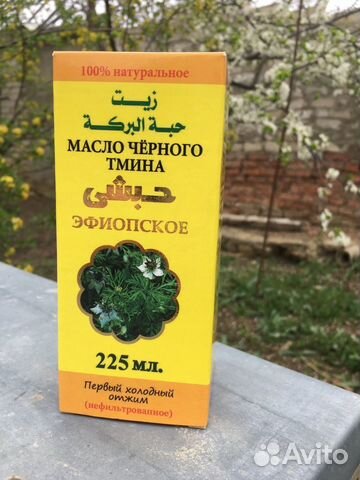 100% натуральное
زيت
حبة البركة
МАСЛО ЧЁРНОГО
ТМИНА
حبشي
ЭФИОПСКОЕ
225 мл.
Первый холодный
отжим
(нефильтрованное)
Avito